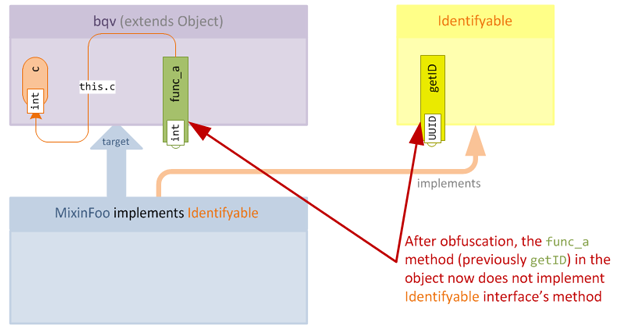 bqv (extends Object)
Identifyable
c
int
this.c
func_a
int
getID
UUID
target
implements
MixinFoo implements Identifyable
After obfuscation, the func_a
method (previously getID) in the
object now does not implement
Identifyable interface's method